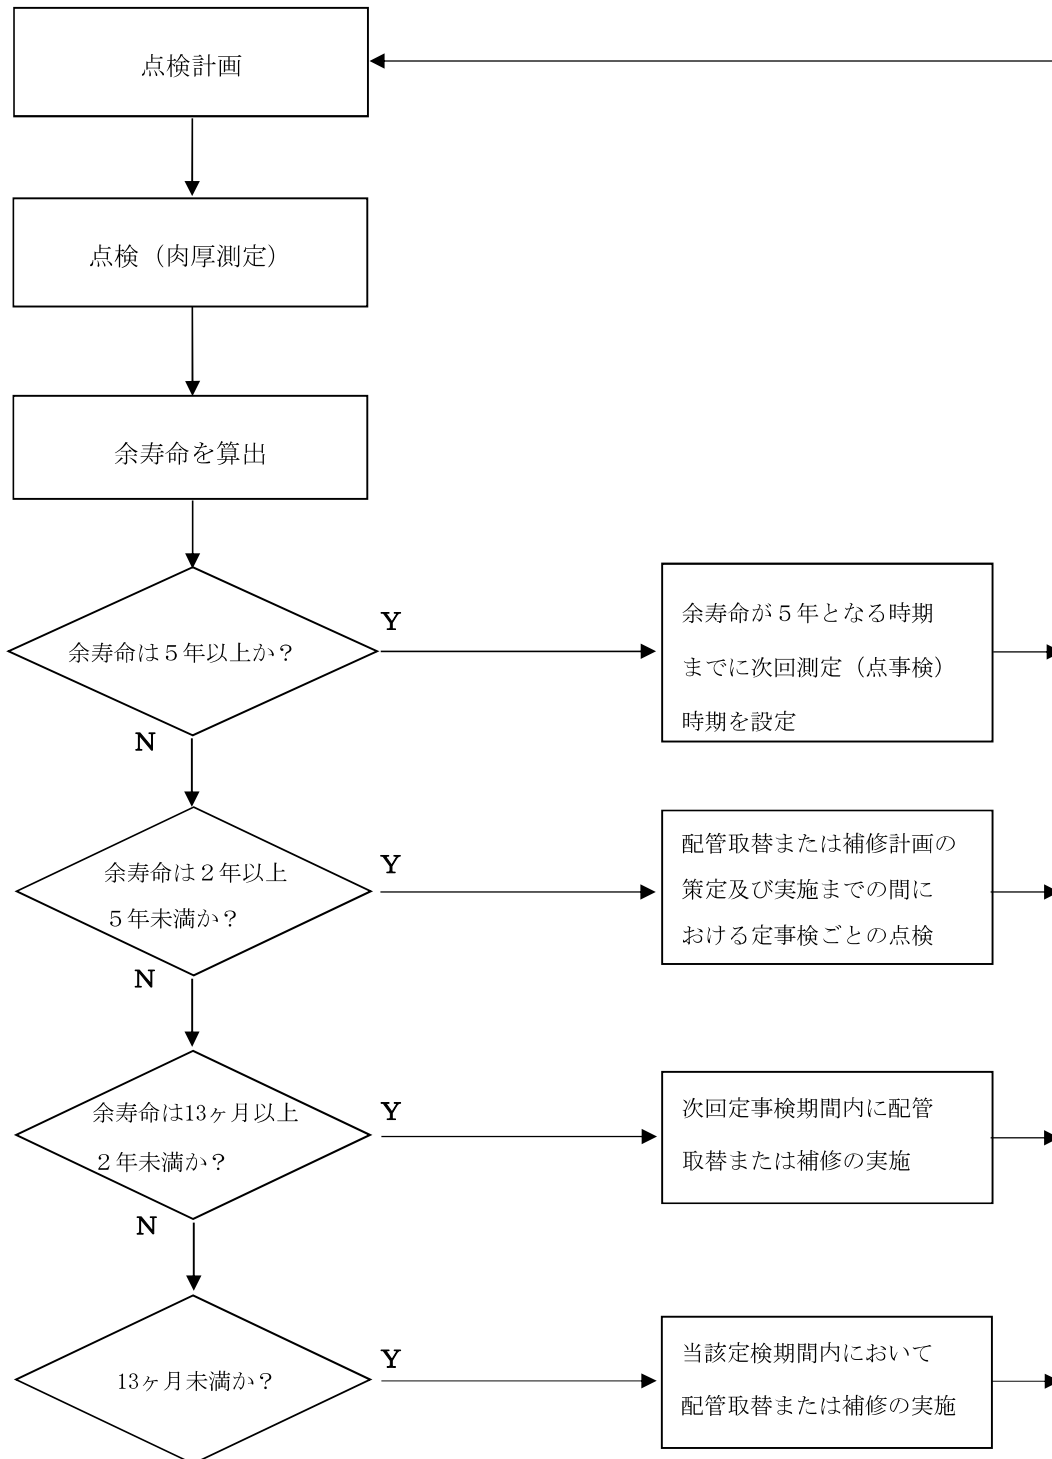 点検計画
点検（肉厚測定）
余寿命を算出
余寿命は５年以上か？
Y
余寿命が５年となる時期
までに次回測定（点事検）
時期を設定
N
余寿命は２年以上
５年未満か？
Y
配管取替または補修計画の
策定及び実施までの間に
おける定事検ごとの点検
N
余寿命は13ヶ月以上
２年未満か？
Y
次回定事検期間内に配管
取替または補修の実施
N
13ヶ月未満か？
Y
当該定検期間内において
配管取替または補修の実施